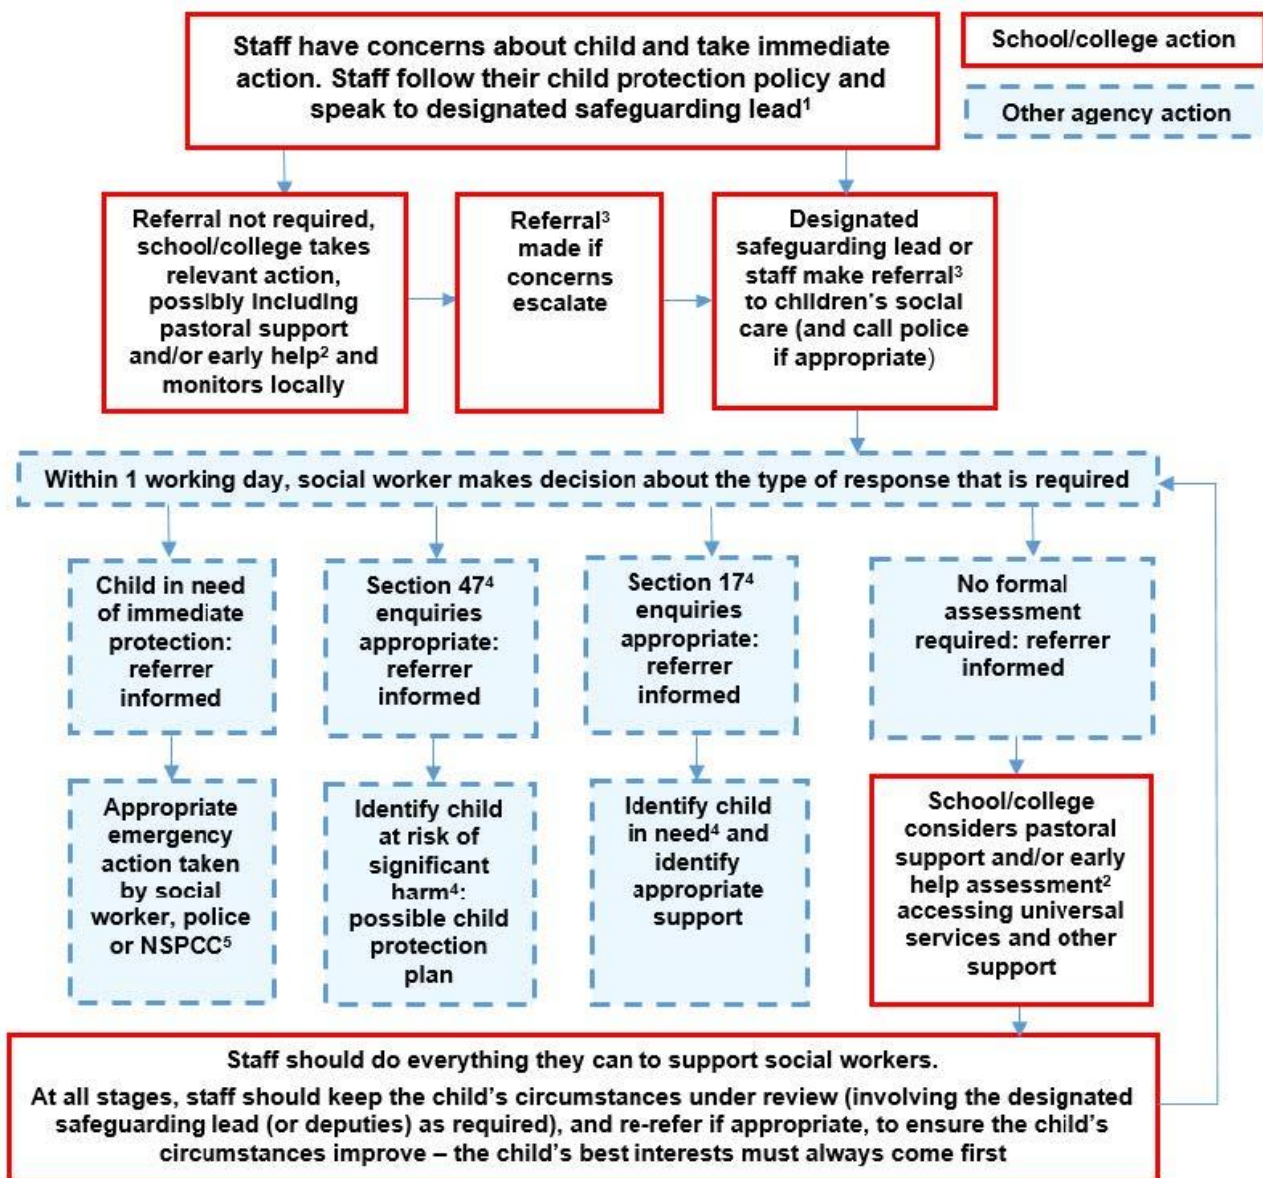 Staff have concerns about child and take immediate
action. Staff follow their child protection policy and
speak to designated safeguarding lead¹
School/college action
Other agency action
Referral not required,
school/college takes
relevant action,
possibly including
pastoral support
and/or early help² and
monitors locally
Referral³
made if
concerns
escalate
Designated
safeguarding lead or
staff make referral³
to children's social
care (and call police
if appropriate)
Within 1 working day, social worker makes decision about the type of response that is required
Child in need
of immediate
protection:
referrer
informed
Section 47⁴
enquiries
appropriate:
referrer
informed
Section 17⁴
enquiries
appropriate:
referrer
informed
No formal
assessment
required: referrer
informed
Appropriate
emergency
action taken
by social
worker, police
or NSPCC⁵
Identify child
at risk of
significant
harm⁴:
possible child
protection
plan
Identify child
in need⁴ and
identify
appropriate
support
School/college
considers pastoral
support and/or early
help assessment²
accessing universal
services and other
support
Staff should do everything they can to support social workers.
At all stages, staff should keep the child's circumstances under review (involving the designated
safeguarding lead (or deputies) as required), and re-refer if appropriate, to ensure the child's
circumstances improve – the child's best interests must always come first